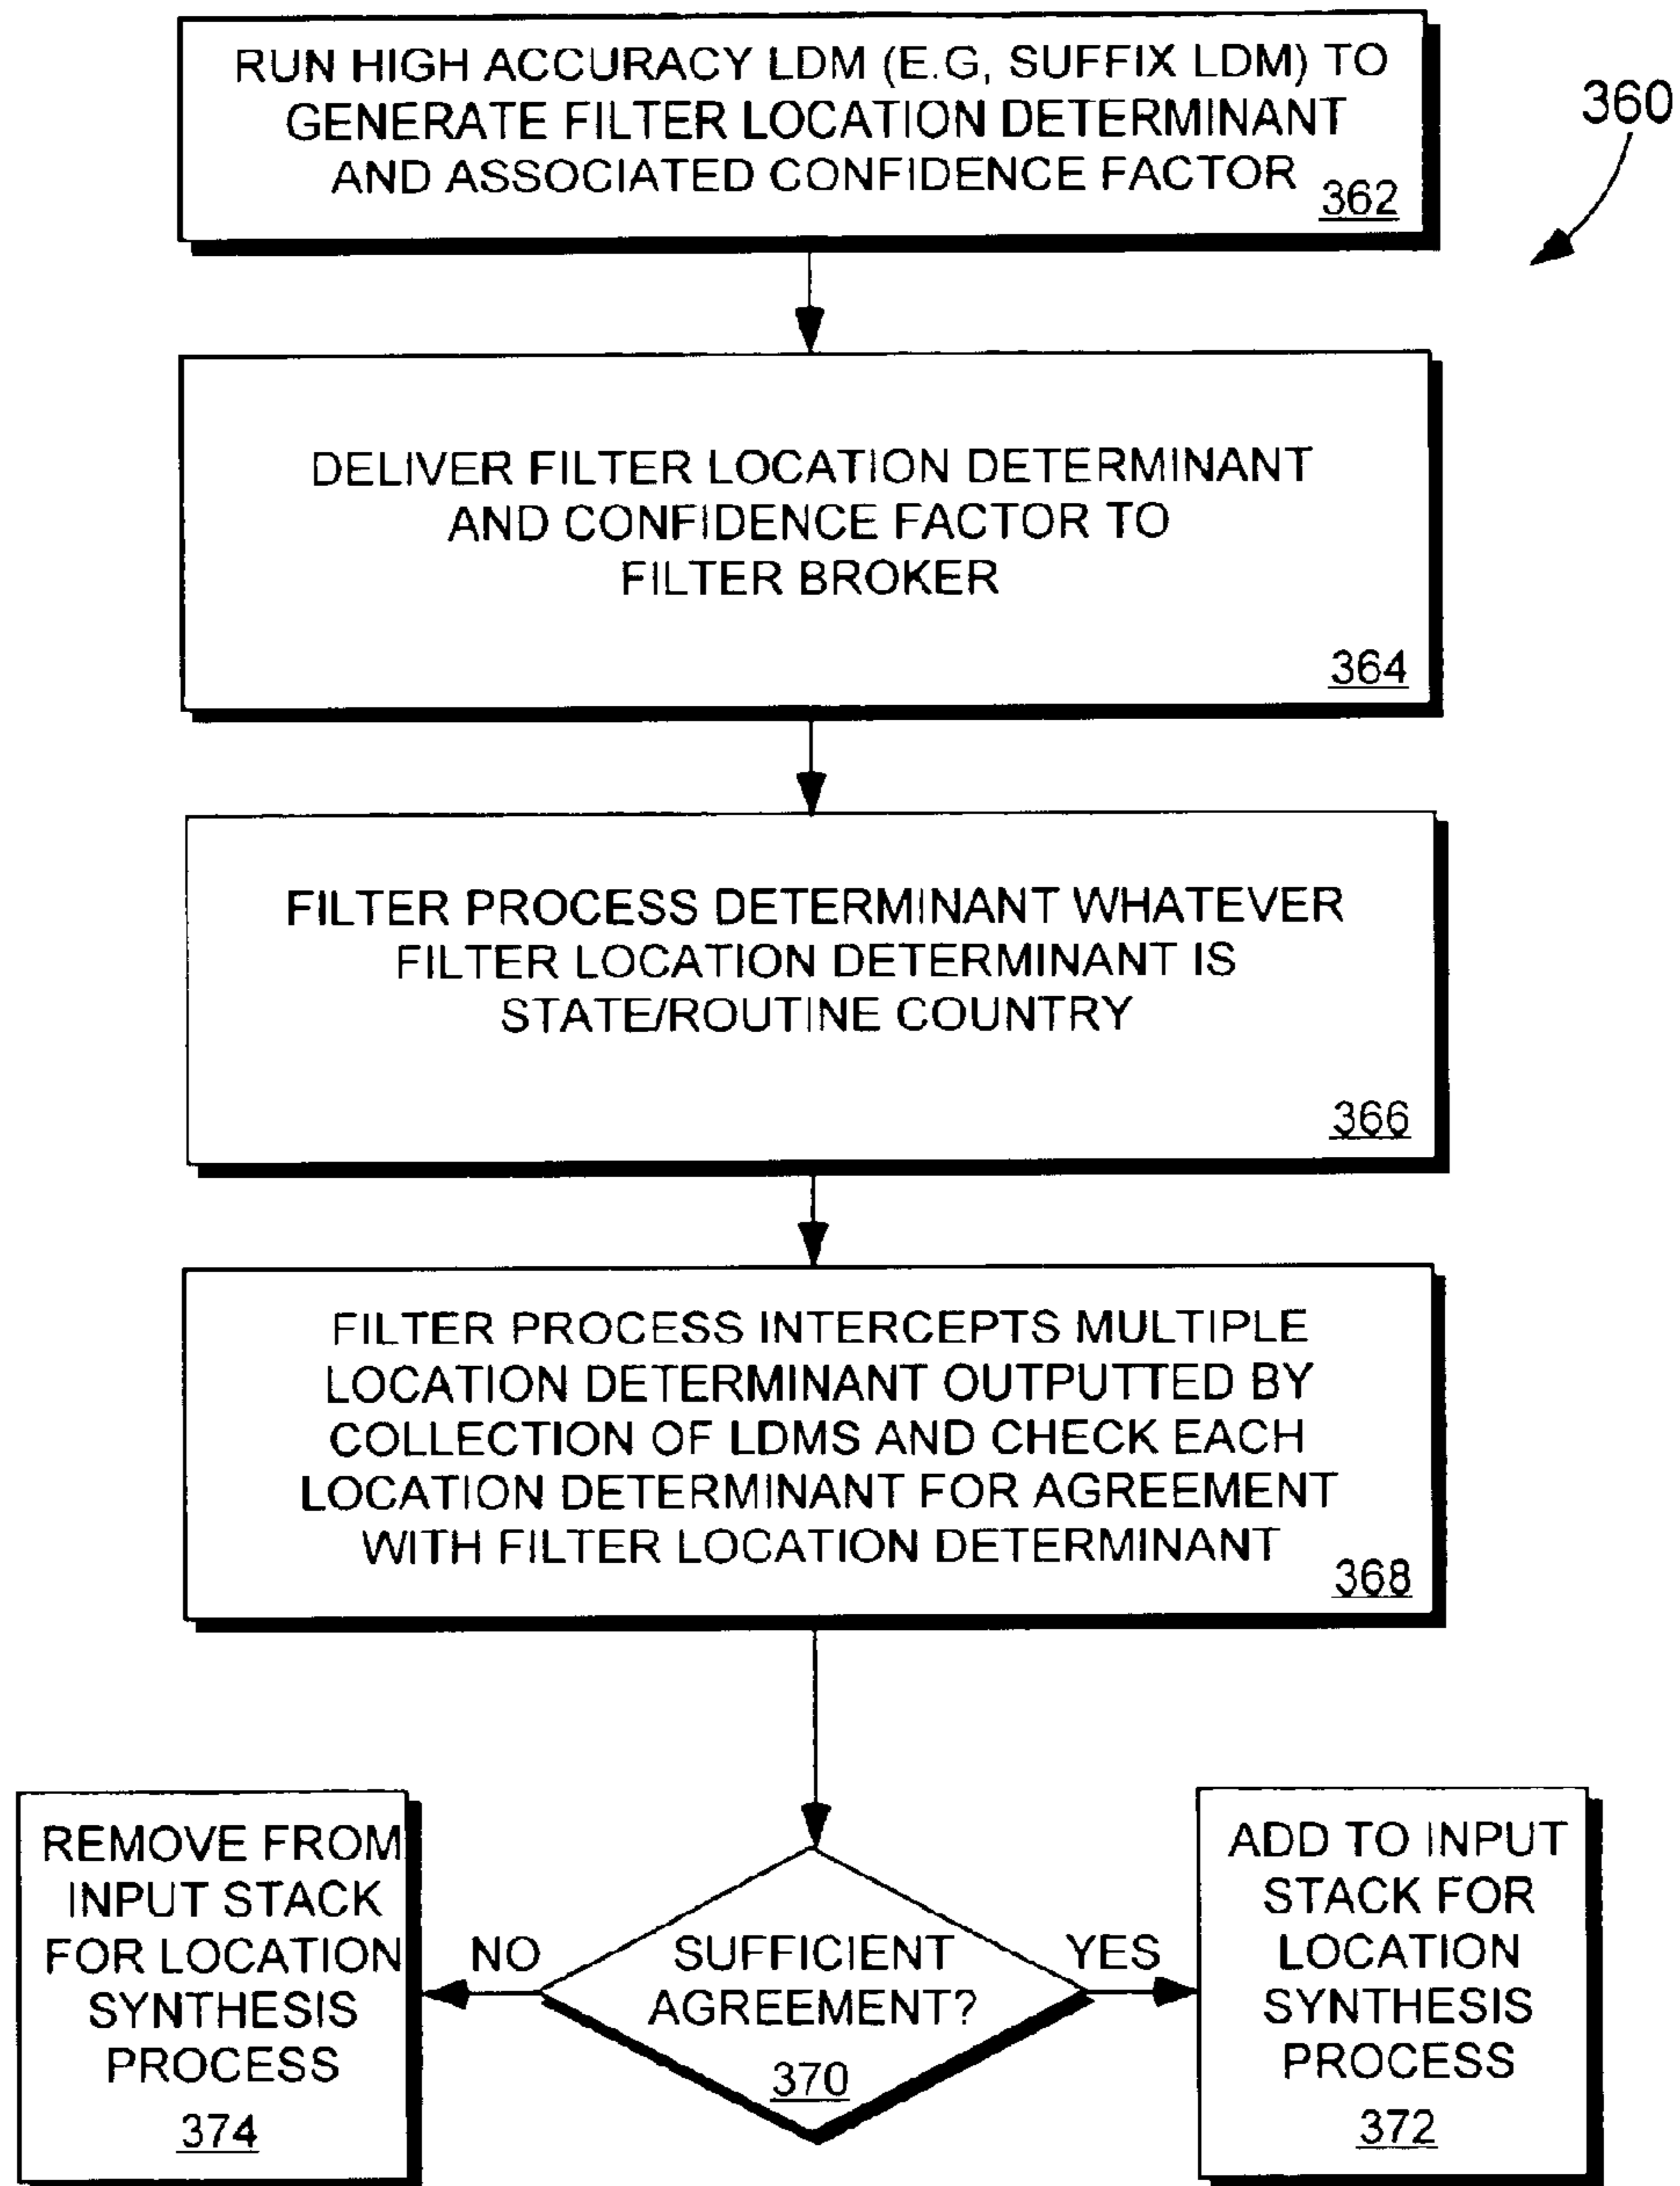 RUN HIGH ACCURACY LDM (E.G, SUFFIX LDM) TO
GENERATE FILTER LOCATION DETERMINANT
AND ASSOCIATED CONFIDENCE FACTOR
362
360
DELIVER FILTER LOCATION DETERMINANT
AND CONFIDENCE FACTOR TO
FILTER BROKER
364
FILTER PROCESS DETERMINANT WHATEVER
FILTER LOCATION DETERMINANT IS
STATE/ROUTINE COUNTRY
366
FILTER PROCESS INTERCEPTS MULTIPLE
LOCATION DETERMINANT OUTPUTTED BY
COLLECTION OF LDMS AND CHECK EACH
LOCATION DETERMINANT FOR AGREEMENT
WITH FILTER LOCATION DETERMINANT
368
REMOVE FROM
INPUT STACK
FOR LOCATION
SYNTHESIS
PROCESS
374
NO
SUFFICIENT
AGREEMENT?
370
YES
ADD TO INPUT
STACK FOR
LOCATION
SYNTHESIS
PROCESS
372